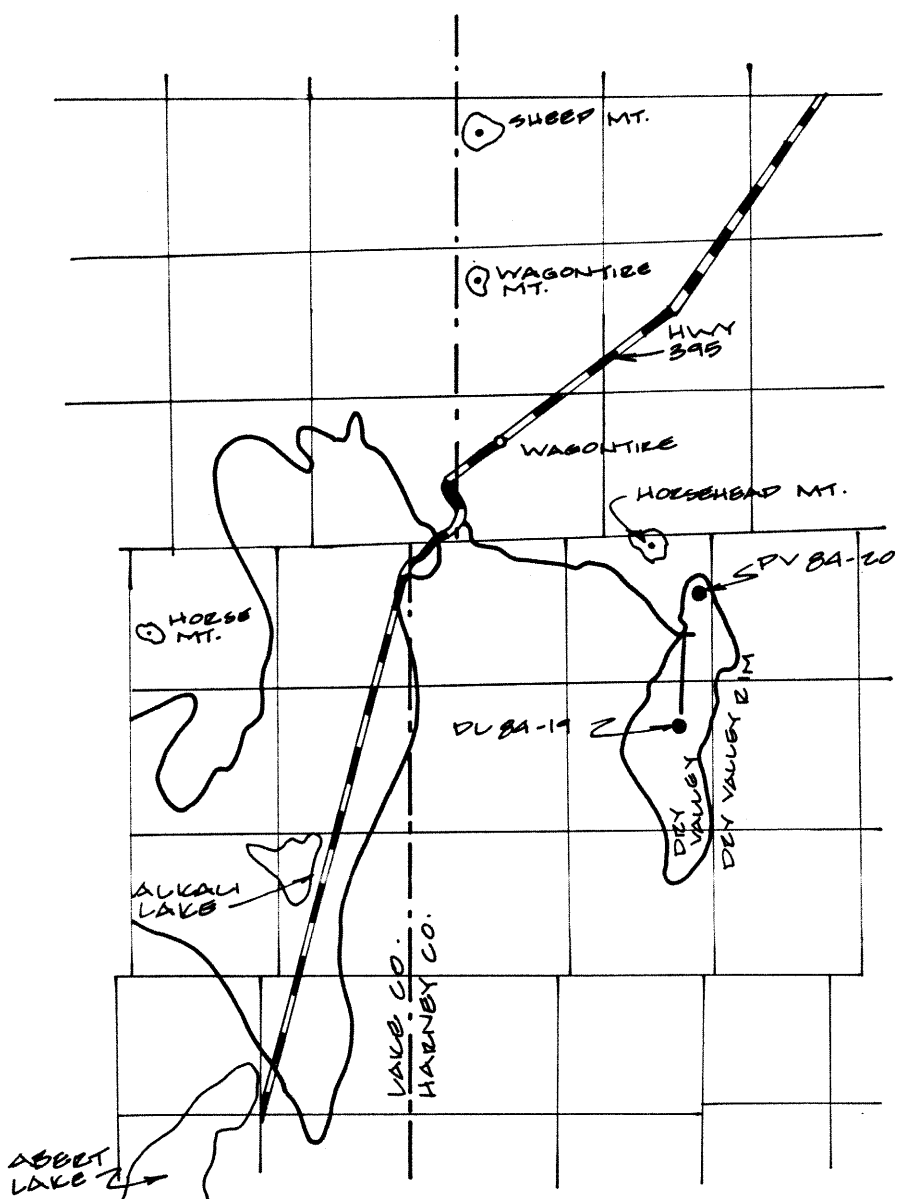 SHEEP MT.
WAGONTIRE
MT.
HWY
395
WAGONTIRE
HORSEHEAD MT.
DV 84-20
HORSE
MT.
DV 84-19
DRY
VALLEY
DRY VALLEY RIM
ALKALI
LAKE
LAKE CO.
HARNEY CO.
ABERT
LAKE